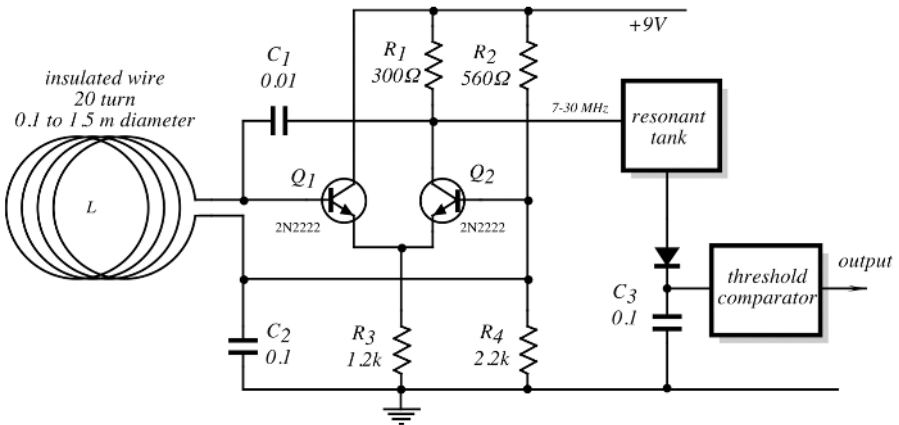 +9V
C1
0.01
R1
300Ω
R2
560Ω
insulated wire
20 turn
0.1 to 1.5 m diameter
7-30 MHz
resonant
tank
L
Q1
2N2222
Q2
2N2222
C2
0.1
R3
1.2k
R4
2.2k
C3
0.1
threshold
comparator
output